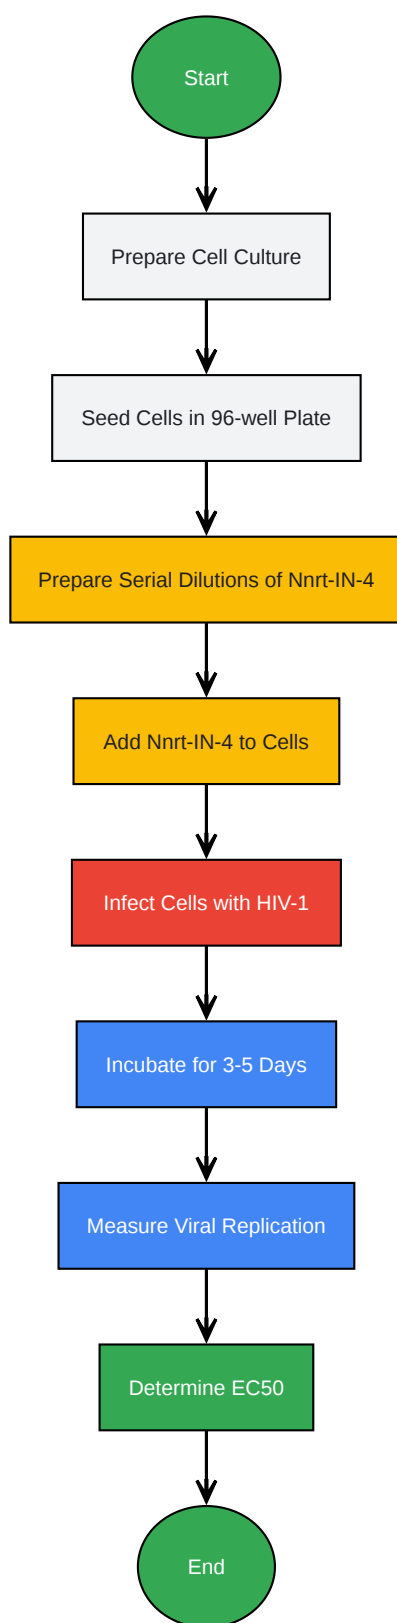 Start
Prepare Cell Culture
Seed Cells in 96-well Plate
Prepare Serial Dilutions of Nnrt-IN-4
Add Nnrt-IN-4 to Cells
Infect Cells with HIV-1
Incubate for 3-5 Days
Measure Viral Replication
Determine EC50
End